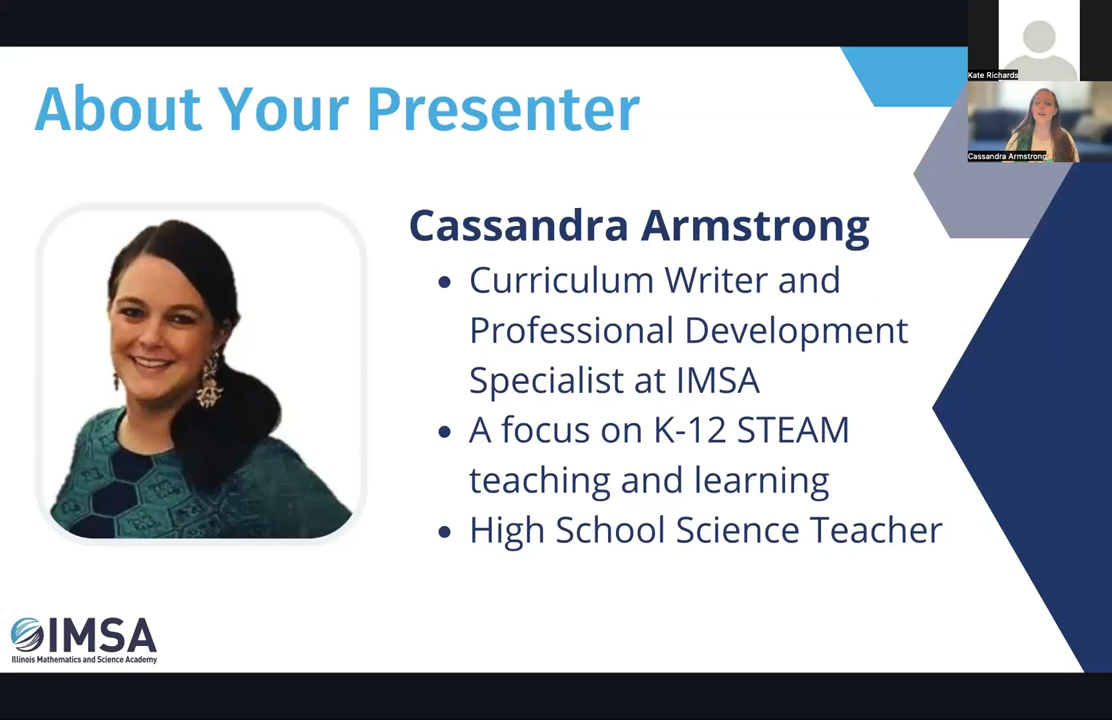 About Your Presenter
Kate Richards
Cassandra Armstrong
Cassandra Armstrong
• Curriculum Writer and
Professional Development
Specialist at IMSA
• A focus on K-12 STEAM
teaching and learning
• High School Science Teacher
IMSA
Illinois Mathematics and Science Academy